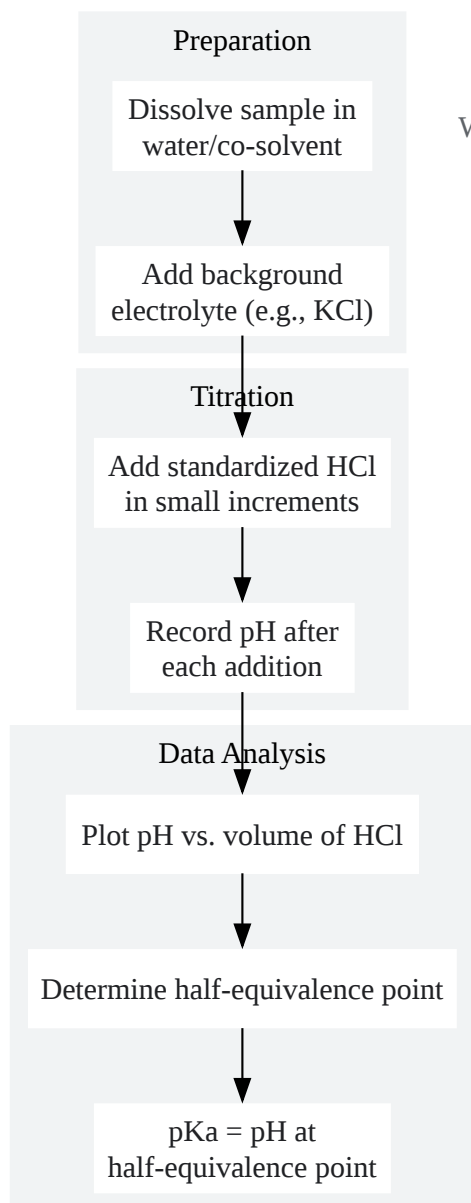 Preparation
Dissolve sample in
water/co-solvent
Add background
electrolyte (e.g., KCl)
Titration
Add standardized HCl
in small increments
Record pH after
each addition
Data Analysis
Plot pH vs. volume of HCl
Determine half-equivalence point
pKa = pH at
half-equivalence point